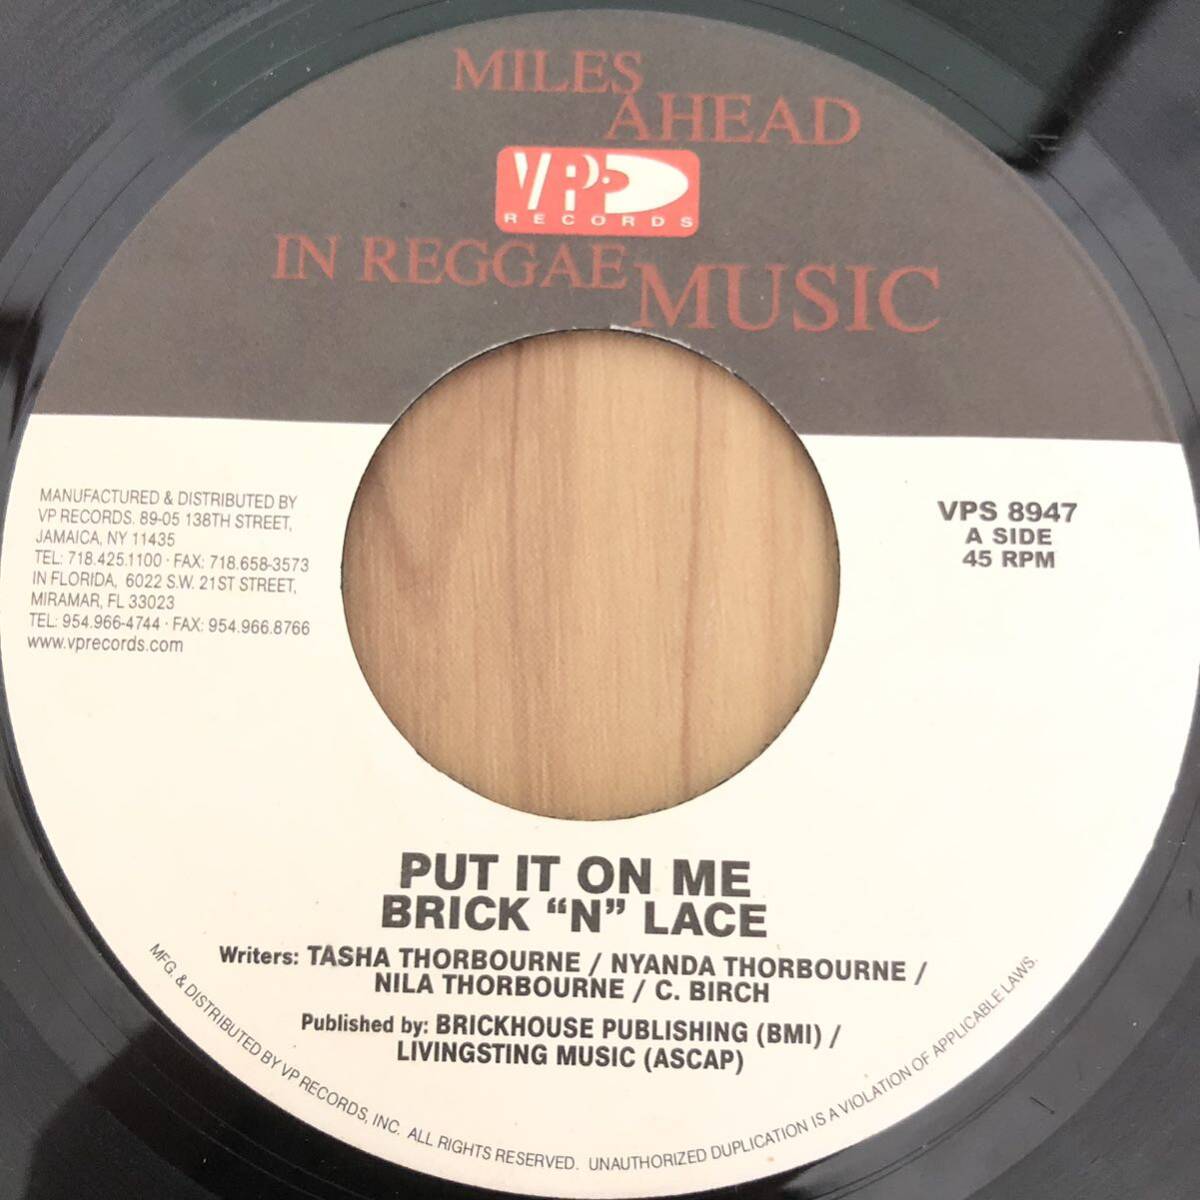 MILES
AHEAD
VP
RECORDS
IN REGGAE MUSIC
MANUFACTURED & DISTRIBUTED BY
VP RECORDS. 89-05 138TH STREET,
JAMAICA, NY 11435
TEL: 718.425.1100 · FAX: 718.658-3573
IN FLORIDA, 6022 S.W. 21ST STREET,
MIRAMAR, FL 33023
TEL: 954.966-4744 · FAX: 954.966.8766
www.vprecords.com
VPS 8947
A SIDE
45 RPM
PUT IT ON ME
BRICK “N” LACE
Writers: TASHA THORBOURNE / NYANDA THORBOURNE /
NILA THORBOURNE / C. BIRCH
Published by: BRICKHOUSE PUBLISHING (BMI) /
LIVINGSTING MUSIC (ASCAP)
MFG. & DISTRIBUTED BY VP RECORDS, INC. ALL RIGHTS RESERVED. UNAUTHORIZED DUPLICATION IS A VIOLATION OF APPLICABLE LAWS.